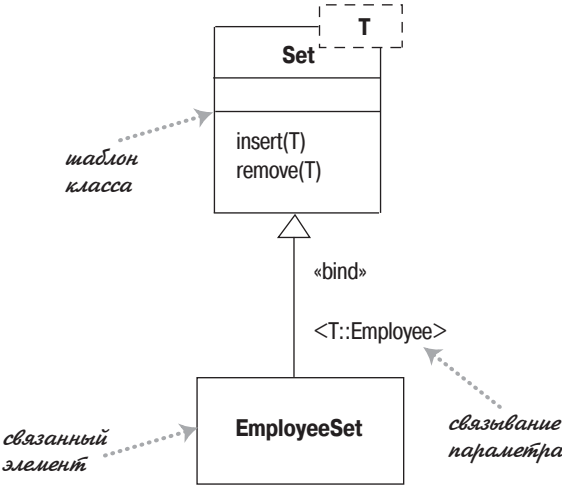 T
Set
insert(T)
remove(T)
шаблон
класса
«bind»
<T::Employee>
EmployeeSet
связанный
элемент
связывание
параметра